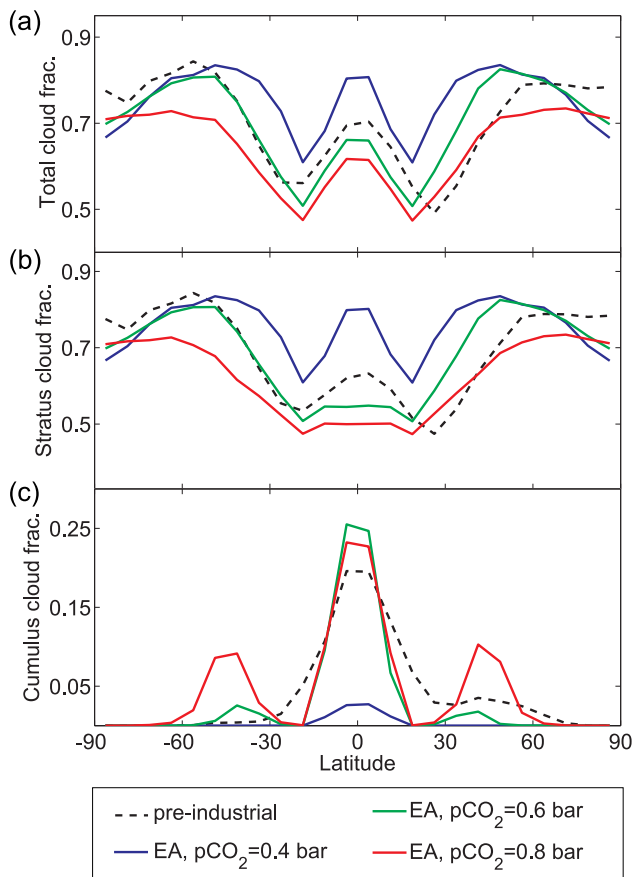 (a)
0.9
0.7
0.5
Total cloud frac.
(b)
0.9
0.7
0.5
Stratus cloud frac.
(c)
0.25
0.15
0.05
Cumulus cloud frac.
-90 -60 -30 0 30 60 90
Latitude
pre-industrial
EA, pCO2=0.6 bar
EA, pCO2=0.4 bar
EA, pCO2=0.8 bar